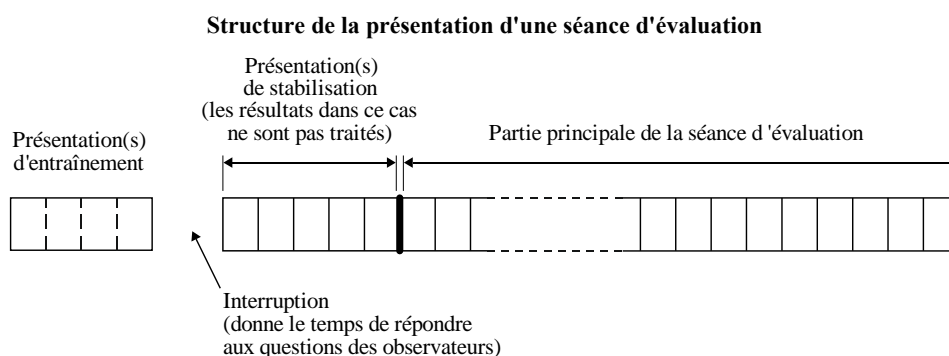 Structure de la présentation d'une séance d'évaluation
Présentation(s)
de stabilisation
(les résultats dans ce cas
ne sont pas traités)
Présentation(s)
d'entraînement
Partie principale de la séance d 'évaluation
Interruption
(donne le temps de répondre
aux questions des observateurs)